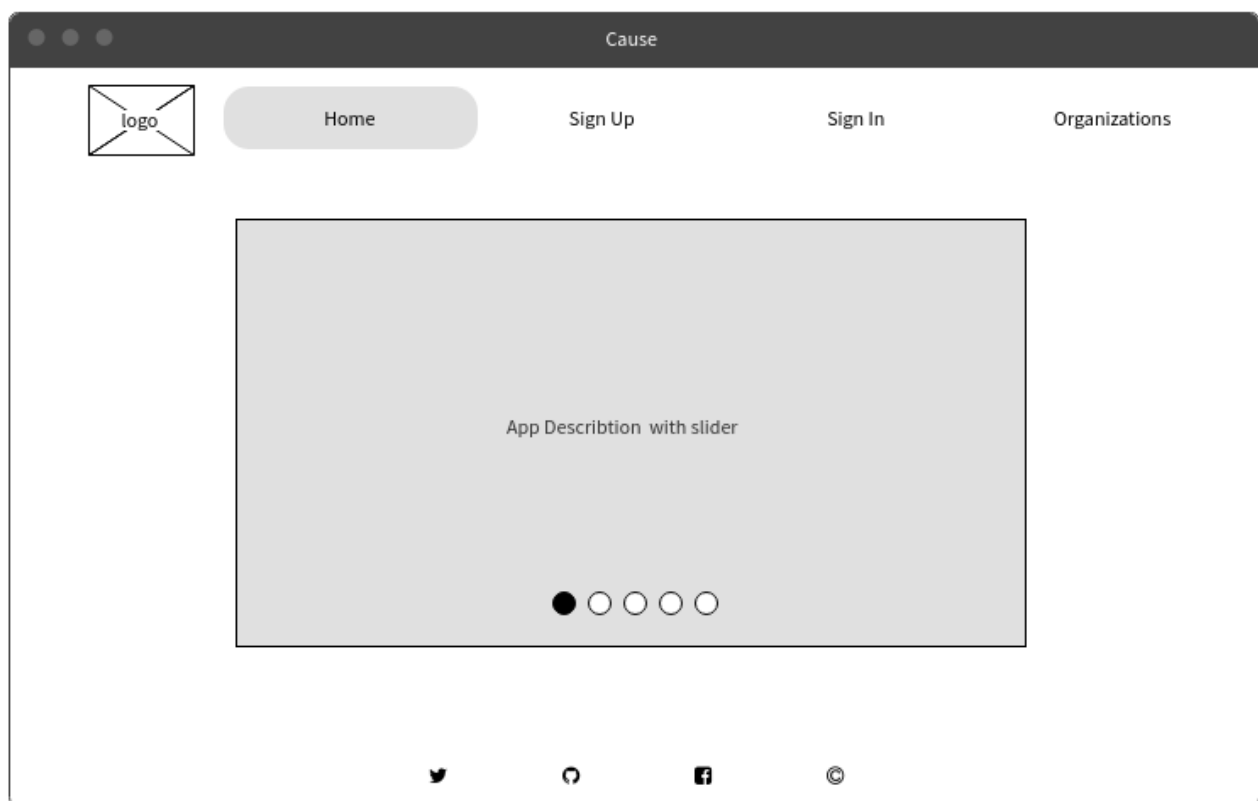 Cause
logo
Home
Sign Up
Sign In
Organizations
App Describtion  with slider
©